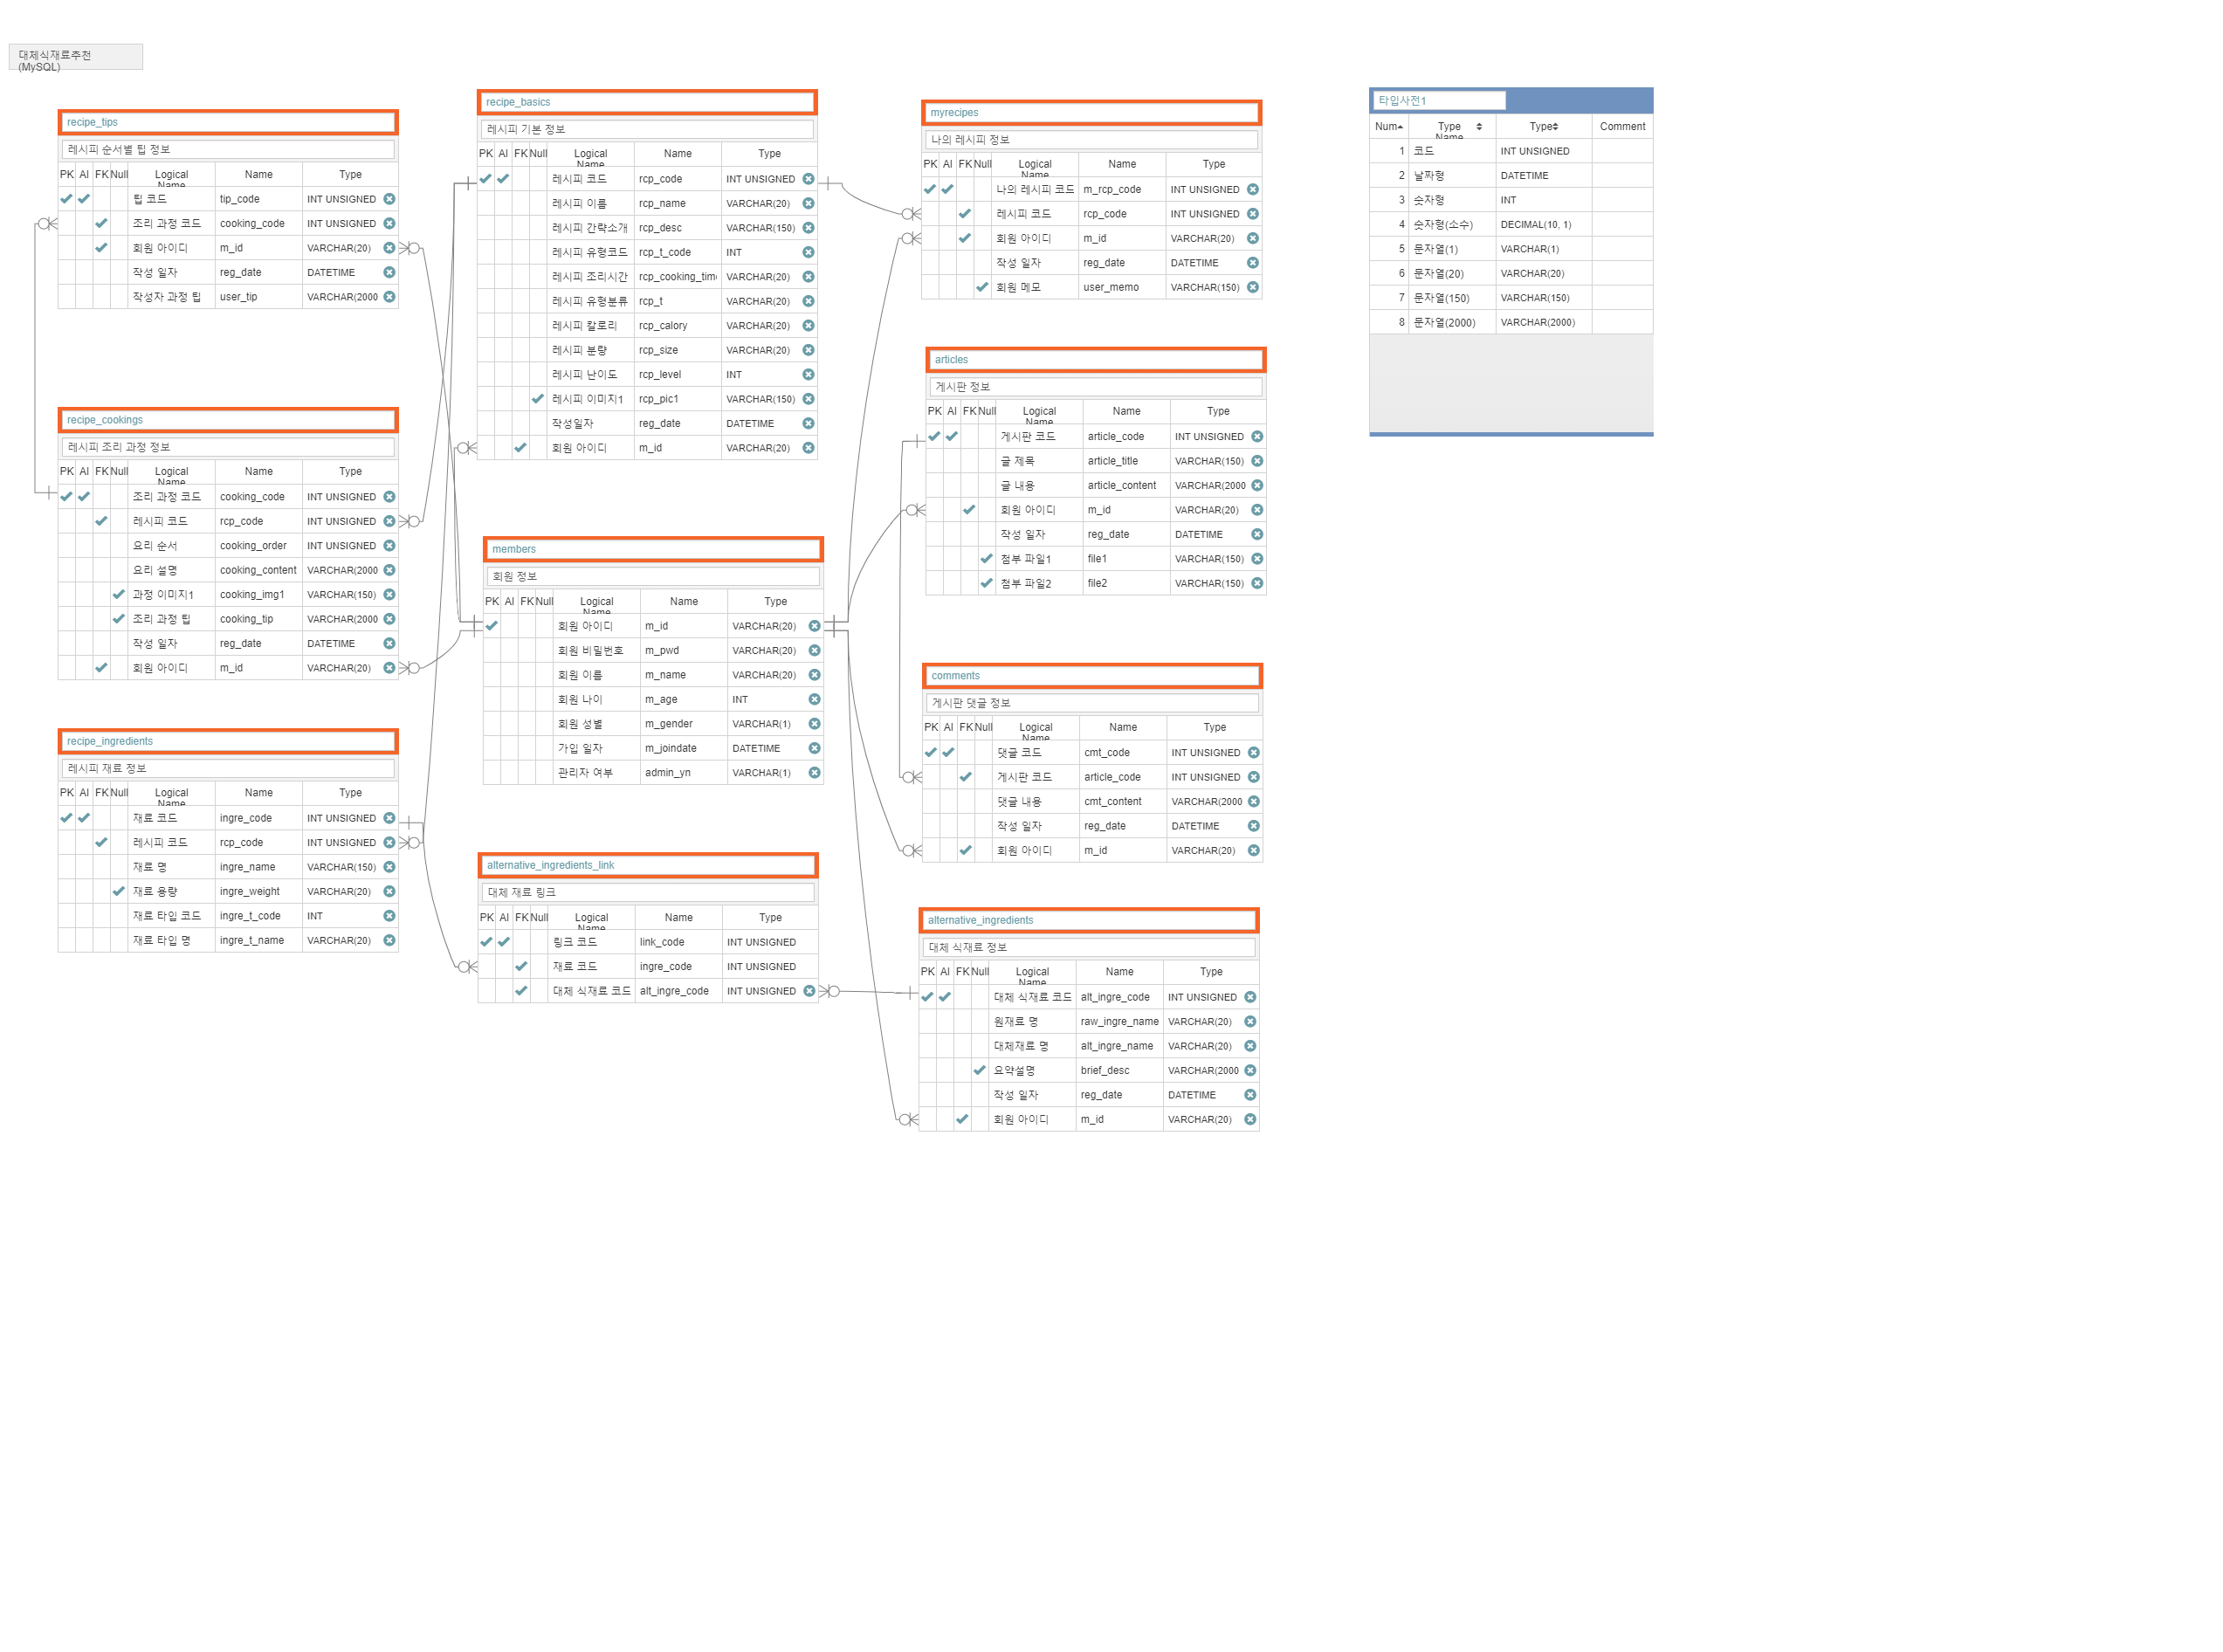 대체식재료추천
(MySQL)
recipe_tips
레시피 순서별 팁 정보
PK AI FK Null Logical Name Name Type
팁 코드 tip_code INT UNSIGNED
조리 과정 코드 cooking_code INT UNSIGNED
회원 아이디 m_id VARCHAR(20)
작성 일자 reg_date DATETIME
작성자 과정 팁 user_tip VARCHAR(2000
recipe_cookings
레시피 조리 과정 정보
PK AI FK Null Logical Name Name Type
조리 과정 코드 cooking_code INT UNSIGNED
레시피 코드 rcp_code INT UNSIGNED
요리 순서 cooking_order INT UNSIGNED
요리 설명 cooking_content VARCHAR(2000
과정 이미지1 cooking_img1 VARCHAR(150)
조리 과정 팁 cooking_tip VARCHAR(2000
작성 일자 reg_date DATETIME
회원 아이디 m_id VARCHAR(20)
recipe_ingredients
레시피 재료 정보
PK AI FK Null Logical Name Name Type
재료 코드 ingre_code INT UNSIGNED
레시피 코드 rcp_code INT UNSIGNED
재료 명 ingre_name VARCHAR(150)
재료 용량 ingre_weight VARCHAR(20)
재료 타입 코드 ingre_t_code INT
재료 타입 명 ingre_t_name VARCHAR(20)
recipe_basics
레시피 기본 정보
PK AI FK Null Logical Name Name Type
레시피 코드 rcp_code INT UNSIGNED
레시피 이름 rcp_name VARCHAR(20)
레시피 간략소개 rcp_desc VARCHAR(150)
레시피 유형코드 rcp_t_code INT
레시피 조리시간 rcp_cooking_time VARCHAR(20)
레시피 유형분류 rcp_t VARCHAR(20)
레시피 칼로리 rcp_calory VARCHAR(20)
레시피 분량 rcp_size VARCHAR(20)
레시피 난이도 rcp_level INT
레시피 이미지1 rcp_pic1 VARCHAR(150)
작성일자 reg_date DATETIME
회원 아이디 m_id VARCHAR(20)
members
회원 정보
PK AI FK Null Logical Name Name Type
회원 아이디 m_id VARCHAR(20)
회원 비밀번호 m_pwd VARCHAR(20)
회원 이름 m_name VARCHAR(20)
회원 나이 m_age INT
회원 성별 m_gender VARCHAR(1)
가입 일자 m_joindate DATETIME
관리자 여부 admin_yn VARCHAR(1)
alternative_ingredients_link
대체 재료 링크
PK AI FK Null Logical Name Name Type
링크 코드 link_code INT UNSIGNED
재료 코드 ingre_code INT UNSIGNED
대체 식재료 코드 alt_ingre_code INT UNSIGNED
myrecipes
나의 레시피 정보
PK AI FK Null Logical Name Name Type
나의 레시피 코드 m_rcp_code INT UNSIGNED
레시피 코드 rcp_code INT UNSIGNED
회원 아이디 m_id VARCHAR(20)
작성 일자 reg_date DATETIME
회원 메모 user_memo VARCHAR(150)
articles
게시판 정보
PK AI FK Null Logical Name Name Type
게시판 코드 article_code INT UNSIGNED
글 제목 article_title VARCHAR(150)
글 내용 article_content VARCHAR(2000
회원 아이디 m_id VARCHAR(20)
작성 일자 reg_date DATETIME
첨부 파일1 file1 VARCHAR(150)
첨부 파일2 file2 VARCHAR(150)
comments
게시판 댓글 정보
PK AI FK Null Logical Name Name Type
댓글 코드 cmt_code INT UNSIGNED
게시판 코드 article_code INT UNSIGNED
댓글 내용 cmt_content VARCHAR(2000
작성 일자 reg_date DATETIME
회원 아이디 m_id VARCHAR(20)
alternative_ingredients
대체 식재료 정보
PK AI FK Null Logical Name Name Type
대체 식재료 코드 alt_ingre_code INT UNSIGNED
원재료 명 raw_ingre_name VARCHAR(20)
대체재료 명 alt_ingre_name VARCHAR(20)
요약설명 brief_desc VARCHAR(2000
작성 일자 reg_date DATETIME
회원 아이디 m_id VARCHAR(20)
타입사전1
Num Type Name Type Comment
1 코드 INT UNSIGNED
2 날짜형 DATETIME
3 숫자형 INT
4 숫자형(소수) DECIMAL(10, 1)
5 문자열(1) VARCHAR(1)
6 문자열(20) VARCHAR(20)
7 문자열(150) VARCHAR(150)
8 문자열(2000) VARCHAR(2000)